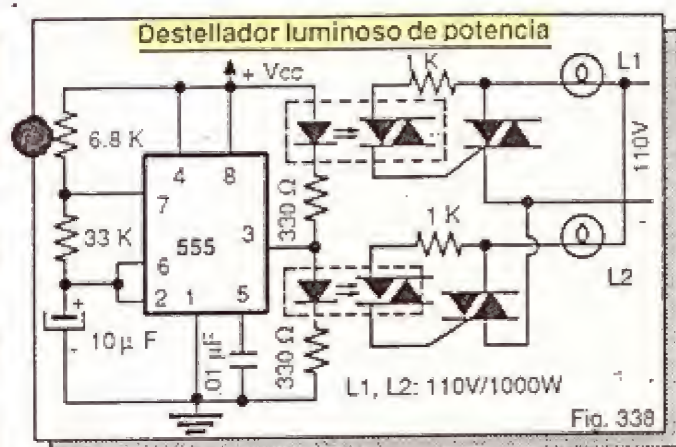 Destellador luminoso de potencia
+ Vcc
1 K
L1
6.8 K
4
8
7
330 Ω
110V
3
555
33 K
1 K
6
2
1
5
L2
+
-
10μ F
.01 μF
330 Ω
L1, L2: 110V/1000W
Fig. 338